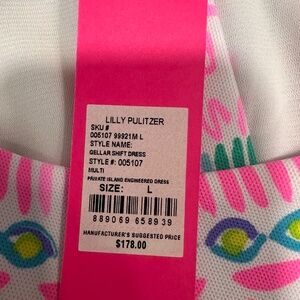 LILLY PULITZER
SKU #
005107 99921M L
STYLE NAME:
GELLAR SHIFT DRESS
STYLE #: 005107
MULTI
PRIVATE ISLAND ENGINEERED DRESS
SIZE: L
889069 658939
MANUFACTURER'S SUGGESTED PRICE
$178.00